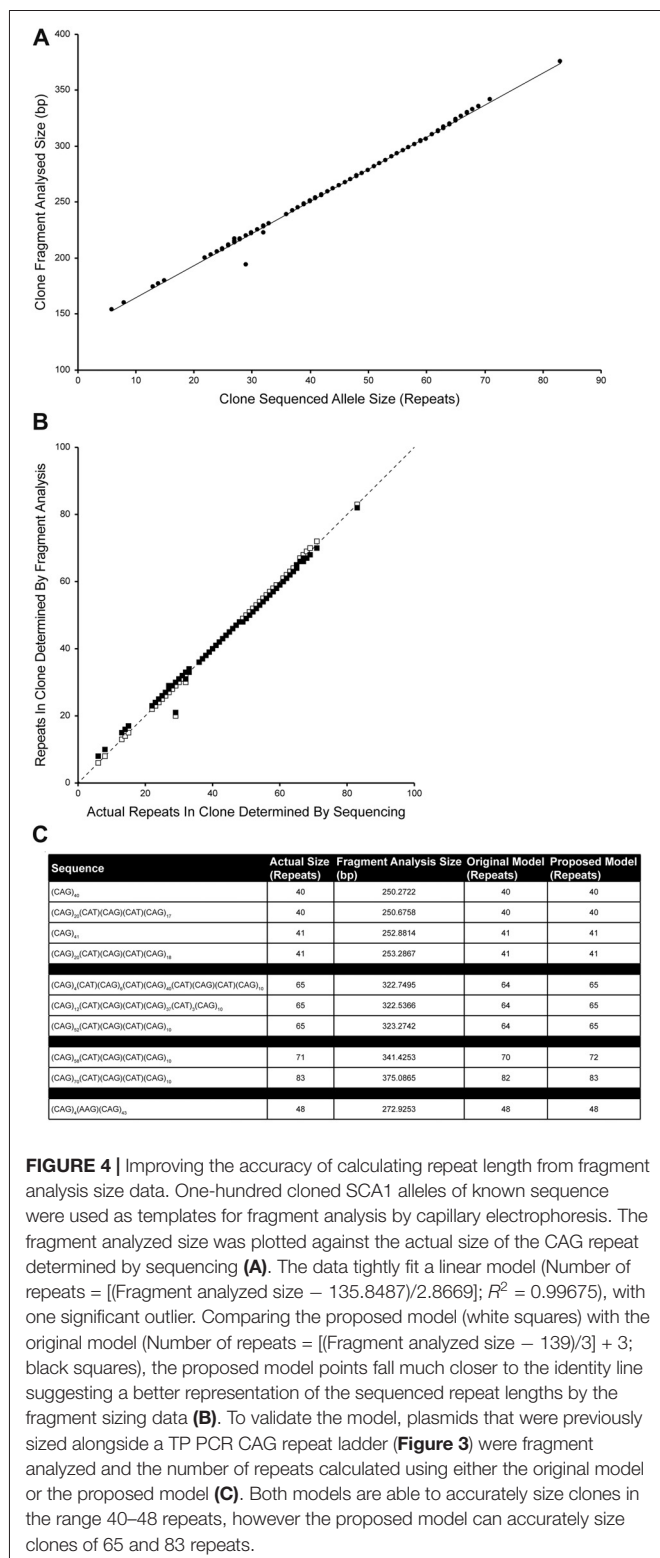 A
400
350
300
250
200
150
100
Clone Fragment Analysed Size (bp)
0 10 20 30 40 50 60 70 80 90
Clone Sequenced Allele Size (Repeats)
B
100
80
60
40
20
0
Repeats In Clone Determined By Fragment Analysis
0 20 40 60 80 100
Actual Repeats In Clone Determined By Sequencing
C
Sequence Actual Size (Repeats) Fragment Analysis Size (bp) Original Model (Repeats) Proposed Model (Repeats)
(CAG)40 40 250.2722 40 40
(CAG)20(CAT)(CAG)(CAT)(CAG)17 40 250.6758 40 40
(CAG)41 41 252.8814 41 41
(CAG)20(CAT)(CAG)(CAT)(CAG)18 41 253.2867 41 41
(CAG)4(CAT)(CAG)5(CAT)(CAG)40(CAT)(CAG)(CAT)(CAG)10 65 322.7495 64 65
(CAG)12(CAT)(CAG)(CAT)(CAG)37(CAT)3(CAG)10 65 322.5366 64 65
(CAG)52(CAT)(CAG)(CAT)(CAG)10 65 323.2742 64 65
(CAG)58(CAT)(CAG)(CAT)(CAG)10 71 341.4253 70 72
(CAG)70(CAT)(CAG)(CAT)(CAG)10 83 375.0865 82 83
(CAG)4(AAG)(CAG)43 48 272.9253 48 48
FIGURE 4 | Improving the accuracy of calculating repeat length from fragment
analysis size data. One-hundred cloned SCA1 alleles of known sequence
were used as templates for fragment analysis by capillary electrophoresis. The
fragment analyzed size was plotted against the actual size of the CAG repeat
determined by sequencing (A). The data tightly fit a linear model (Number of
repeats = [(Fragment analyzed size − 135.8487)/2.8669]; R² = 0.99675), with
one significant outlier. Comparing the proposed model (white squares) with the
original model (Number of repeats = [(Fragment analyzed size − 139)/3] + 3;
black squares), the proposed model points fall much closer to the identity line
suggesting a better representation of the sequenced repeat lengths by the
fragment sizing data (B). To validate the model, plasmids that were previously
sized alongside a TP PCR CAG repeat ladder (Figure 3) were fragment
analyzed and the number of repeats calculated using either the original model
or the proposed model (C). Both models are able to accurately size clones in
the range 40–48 repeats, however the proposed model can accurately size
clones of 65 and 83 repeats.